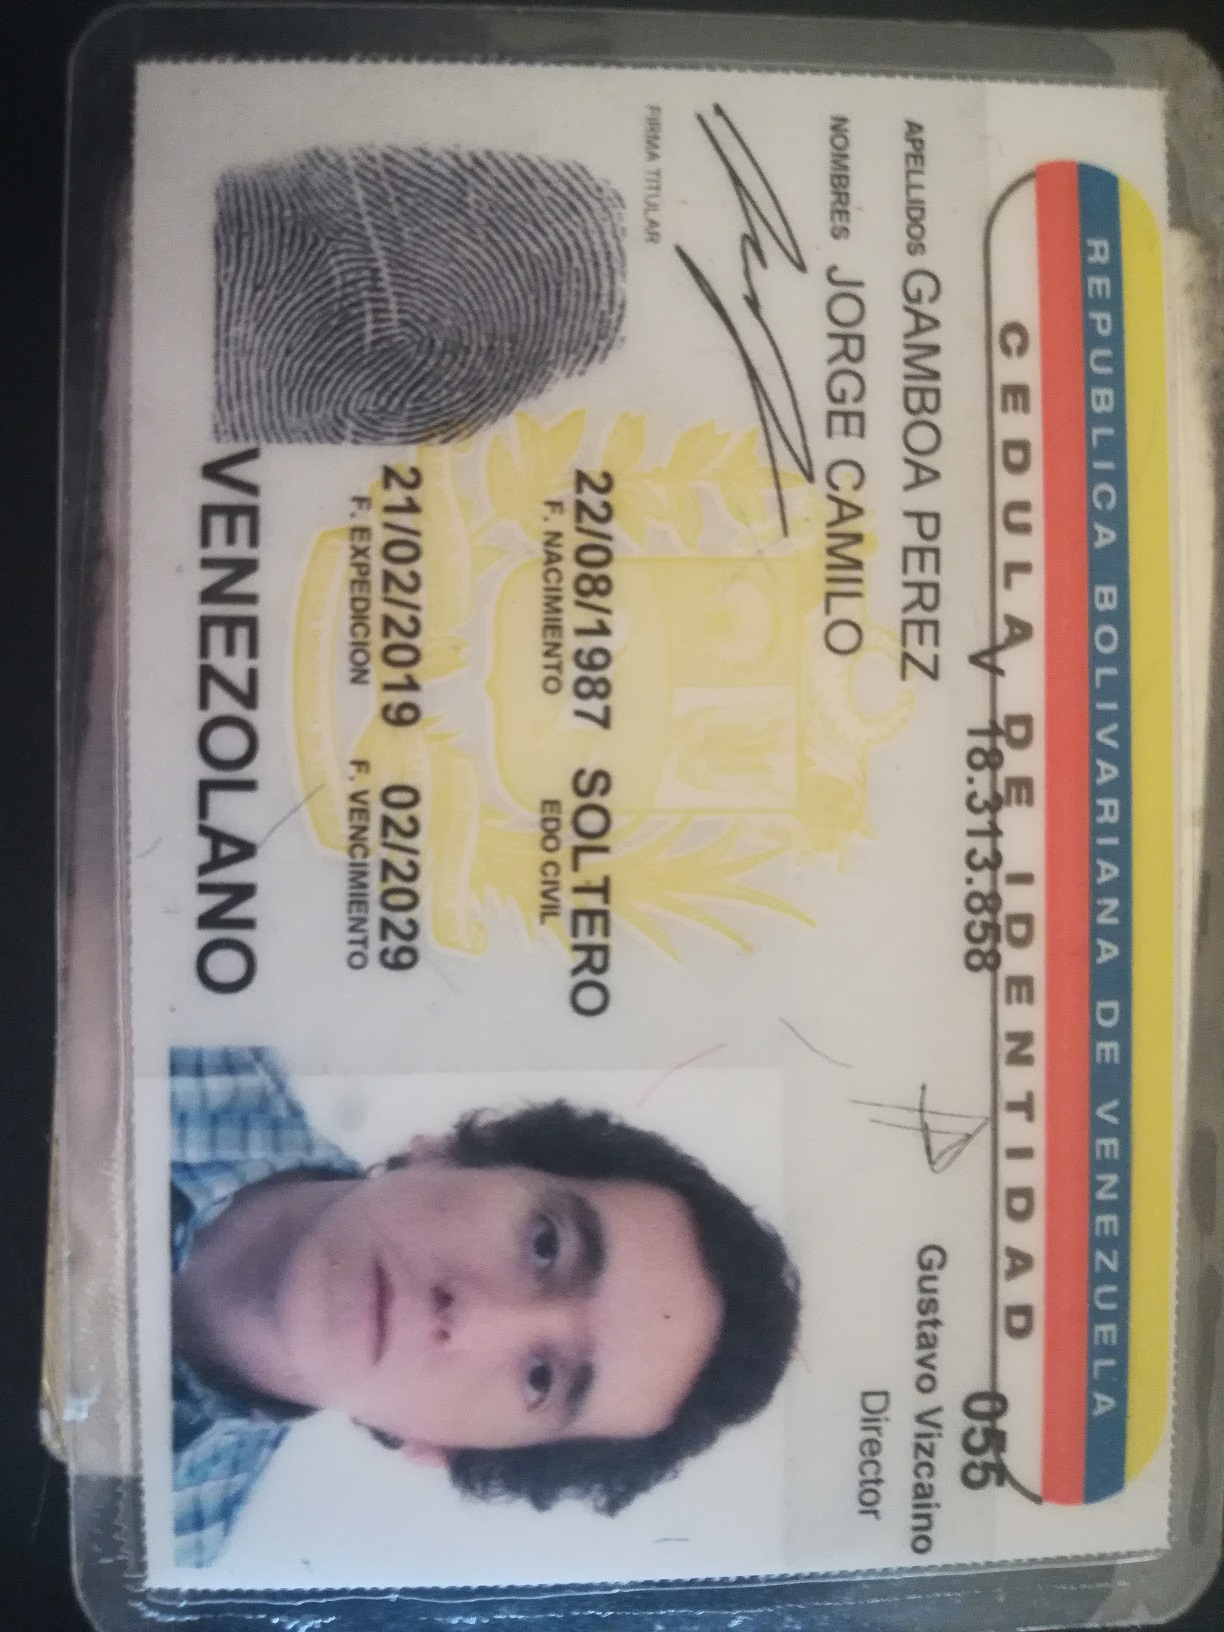 REPUBLICA BOLIVARIANA DE VENEZUELA
CEDULA DE IDENTIDAD
V 18.313.858
055
APELLIDOS GAMBOA PEREZ
Gustavo Vizcaino
Director
NOMBRES JORGE CAMILO
FIRMA TITULAR
22/08/1987 SOLTERO
F. NACIMIENTO EDO CIVIL
21/02/2019 02/2029
F. EXPEDICION F. VENCIMIENTO
VENEZOLANO